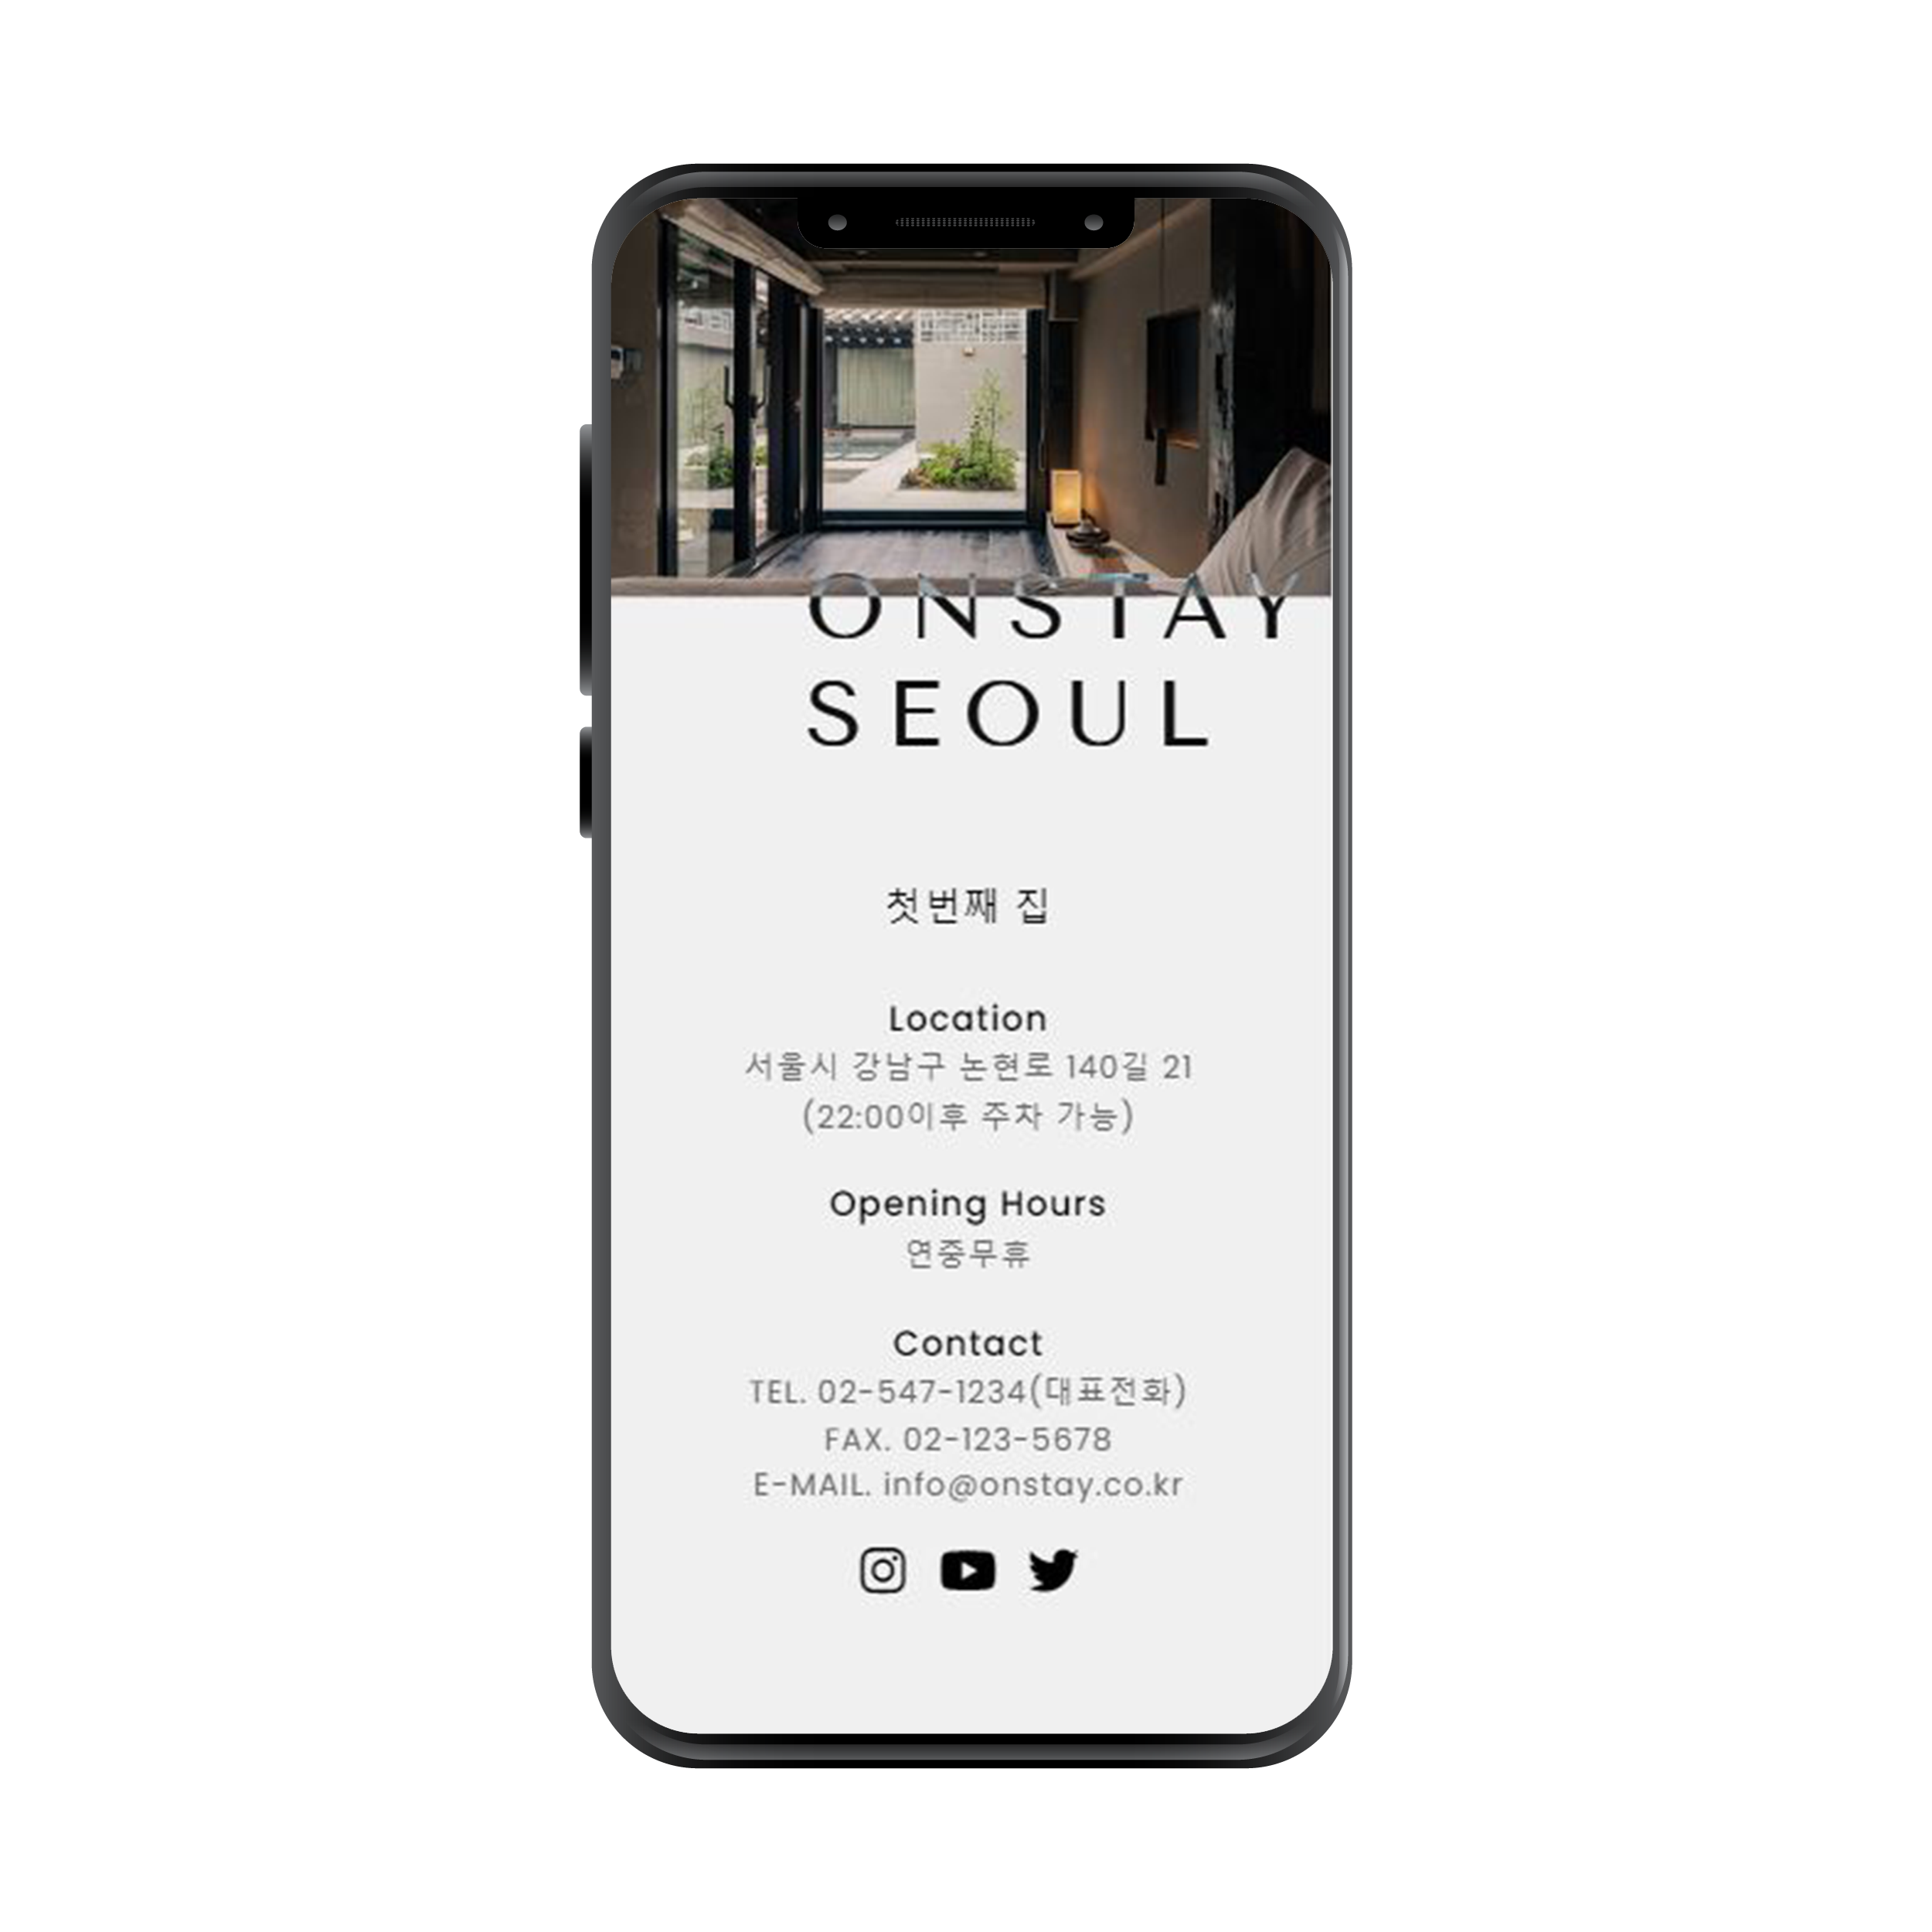 ONSTAY
SEOUL
첫번째 집
Location
서울시 강남구 논현로 140길 21
(22:00이후 주차 가능)
Opening Hours
연중무휴
Contact
TEL. 02-547-1234(대표전화)
FAX. 02-123-5678
E-MAIL. info@onstay.co.kr